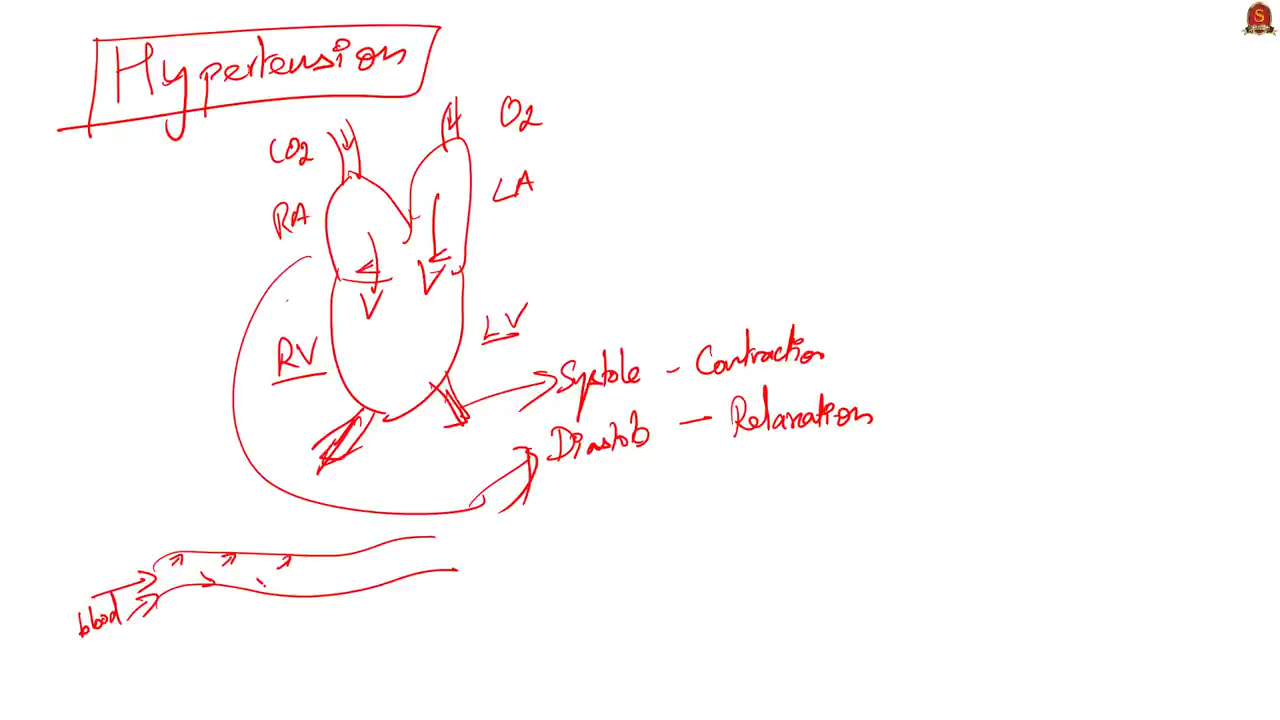 Hypertension
CO2
O2
RA
LA
RV
LV
Systole - Contraction
Diastole - Relaxation
blood
S